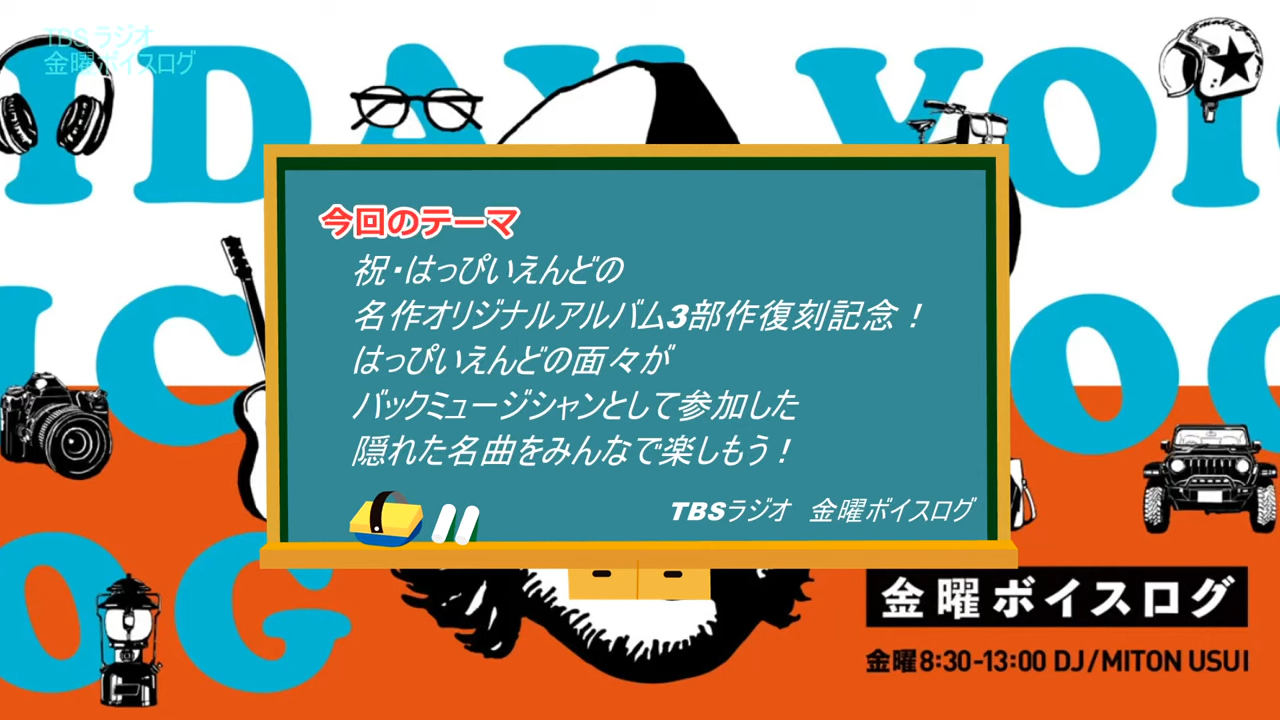 TBS ラジオ
金曜ボイスログ
IDAY VOI
IC
OG
OG
今回のテーマ
祝・はっぴいえんどの
名作オリジナルアルバム3部作復刻記念！
はっぴいえんどの面々が
バックミュージシャンとして参加した
隠れた名曲をみんなで楽しもう！
TBSラジオ　金曜ボイスログ
金曜ボイスログ
金曜8:30-13:00 DJ/MITON USUI